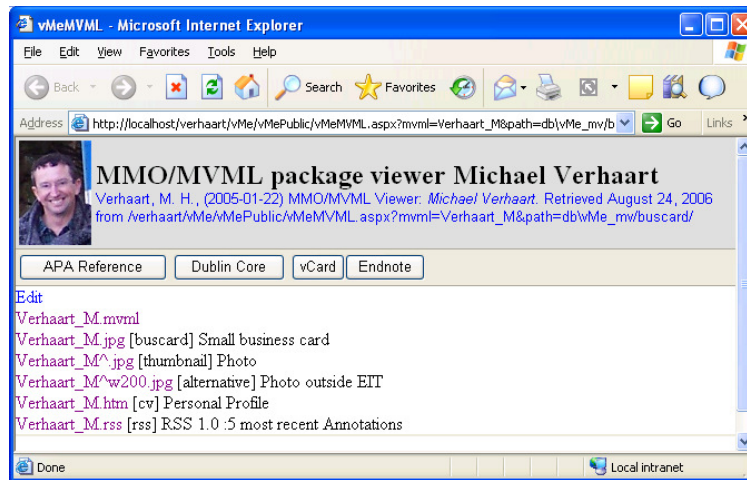 vMeMVML - Microsoft Internet Explorer
File Edit View Favorites Tools Help
Back Search Favorites
Address http://localhost/verhaart/vMe/vMePublic/vMeMVML.aspx?mvml=Verhaart_M&path=db\vMe_mv/b Go Links
MMO/MVML package viewer Michael Verhaart
Verhaart, M. H., (2005-01-22) MMO/MVML Viewer: Michael Verhaart. Retrieved August 24, 2006
from /verhaart/vMe/vMePublic/vMeMVML.aspx?mvml=Verhaart_M&path=db\vMe_mv/buscard/
APA Reference Dublin Core vCard Endnote
Edit
Verhaart_M.mvml
Verhaart_M.jpg [buscard] Small business card
Verhaart_M^.jpg [thumbnail] Photo
Verhaart_M^w200.jpg [alternative] Photo outside EIT
Verhaart_M.htm [cv] Personal Profile
Verhaart_M.rss [rss] RSS 1.0 :5 most recent Annotations
Done Local intranet